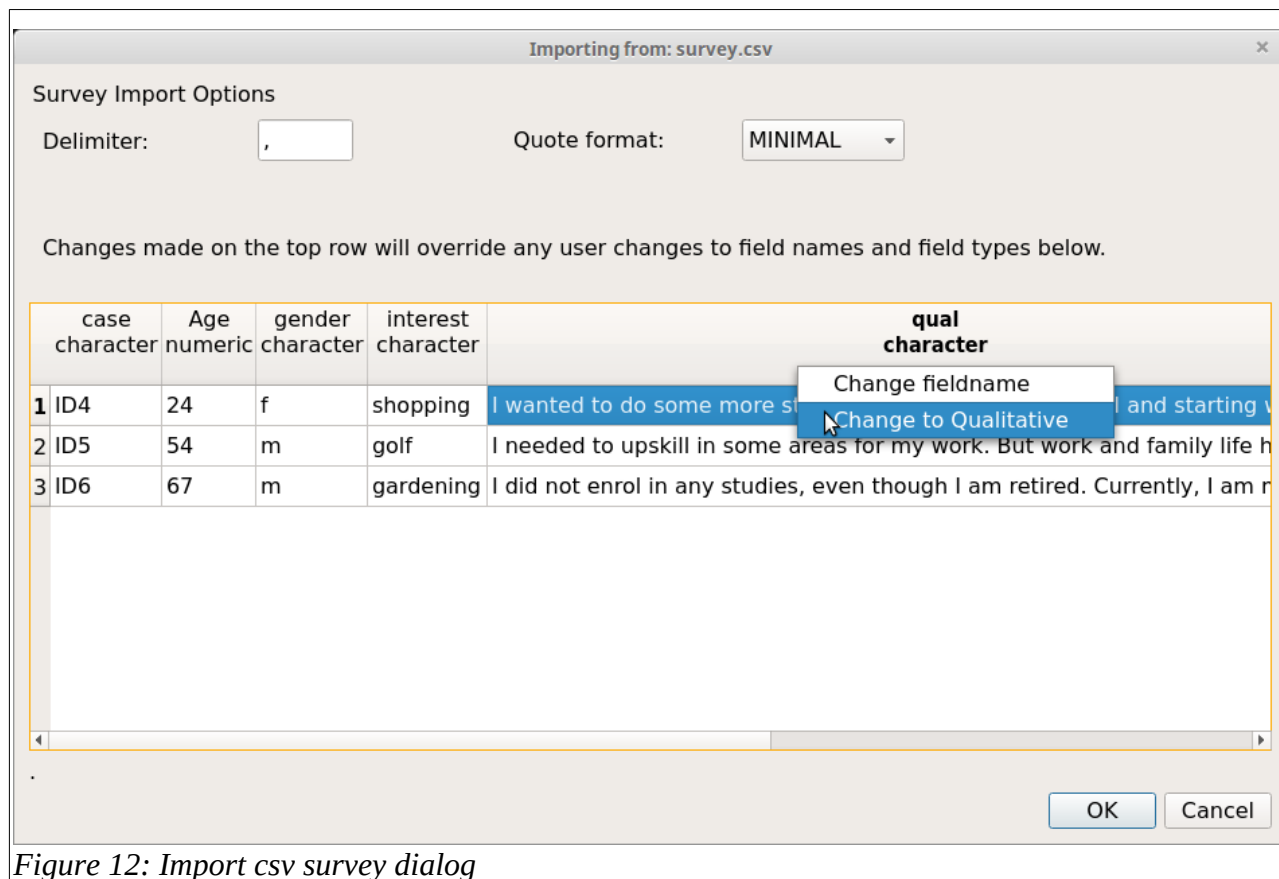 Importing from: survey.csv ×
Survey Import Options
Delimiter: , Quote format: MINIMAL
Changes made on the top row will override any user changes to field names and field types below.
case Age gender interest qual
character numeric character character character
Change fieldname
1 ID4 24 f shopping I wanted to do some more Change to Qualitative and starting
2 ID5 54 m golf I needed to upskill in some areas for my work. But work and family life
3 ID6 67 m gardening I did not enrol in any studies, even though I am retired. Currently, I am
.
OK Cancel
Figure 12: Import csv survey dialog